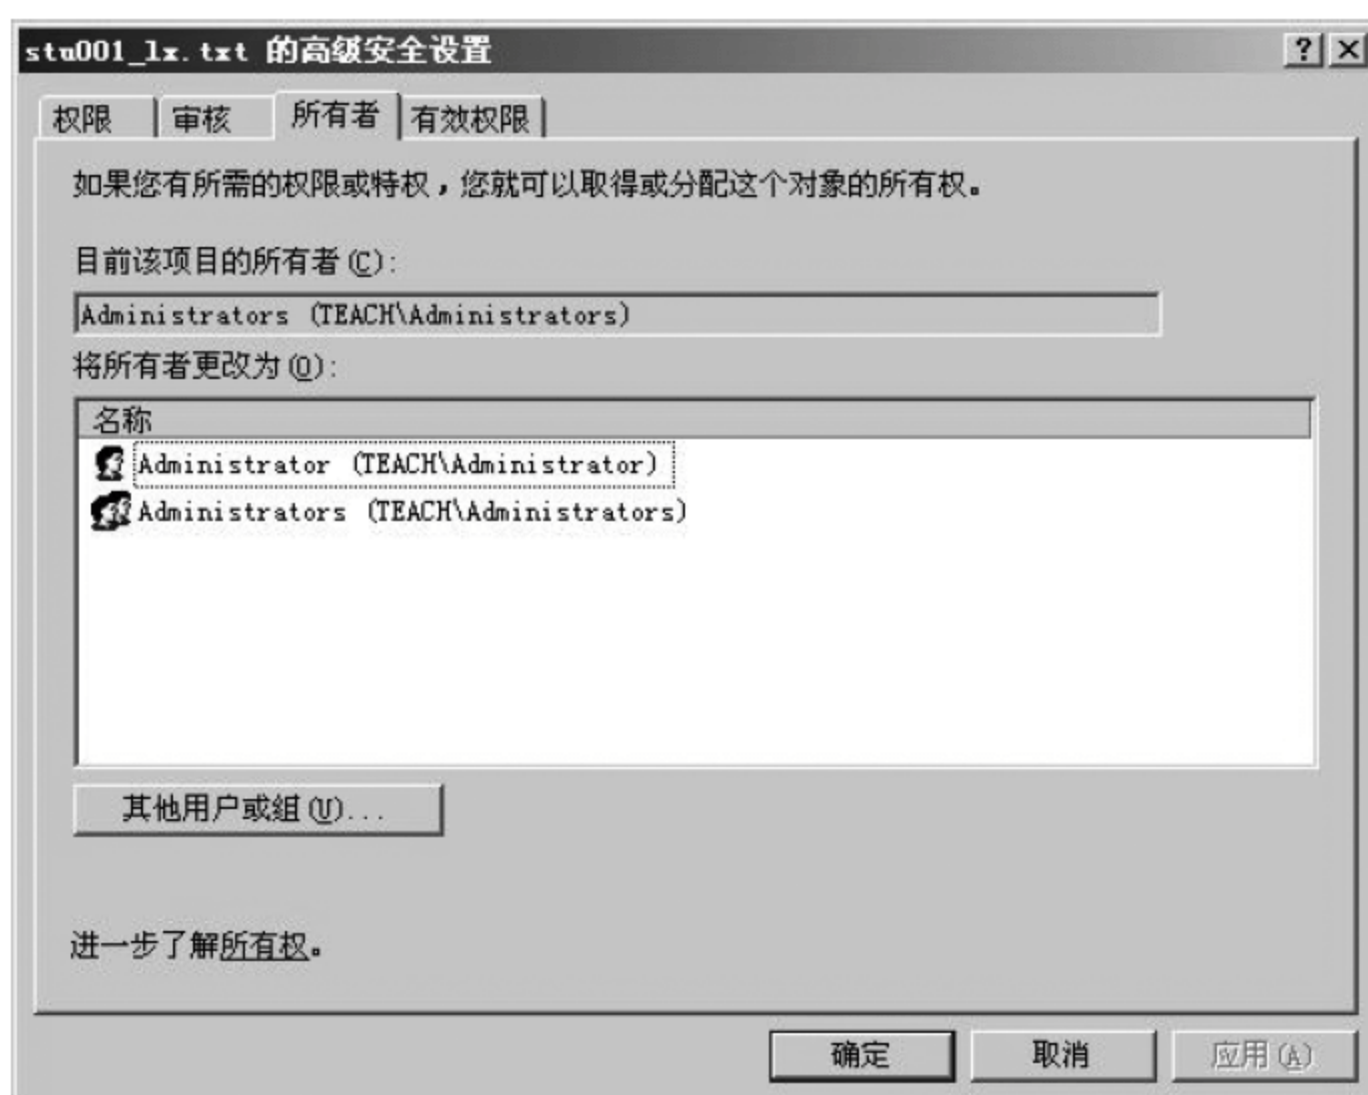 stu001_lx.txt 的高级安全设置
权限 审核 所有者 有效权限
如果您有所需的权限或特权，您就可以取得或分配这个对象的所有权。
目前该项目的所有者(C):
Administrators (TEACH\Administrators)
将所有者更改为(O):
名称
Administrator (TEACH\Administrator)
Administrators (TEACH\Administrators)
其他用户或组(U)...
进一步了解所有权。
确定 取消 应用(A)